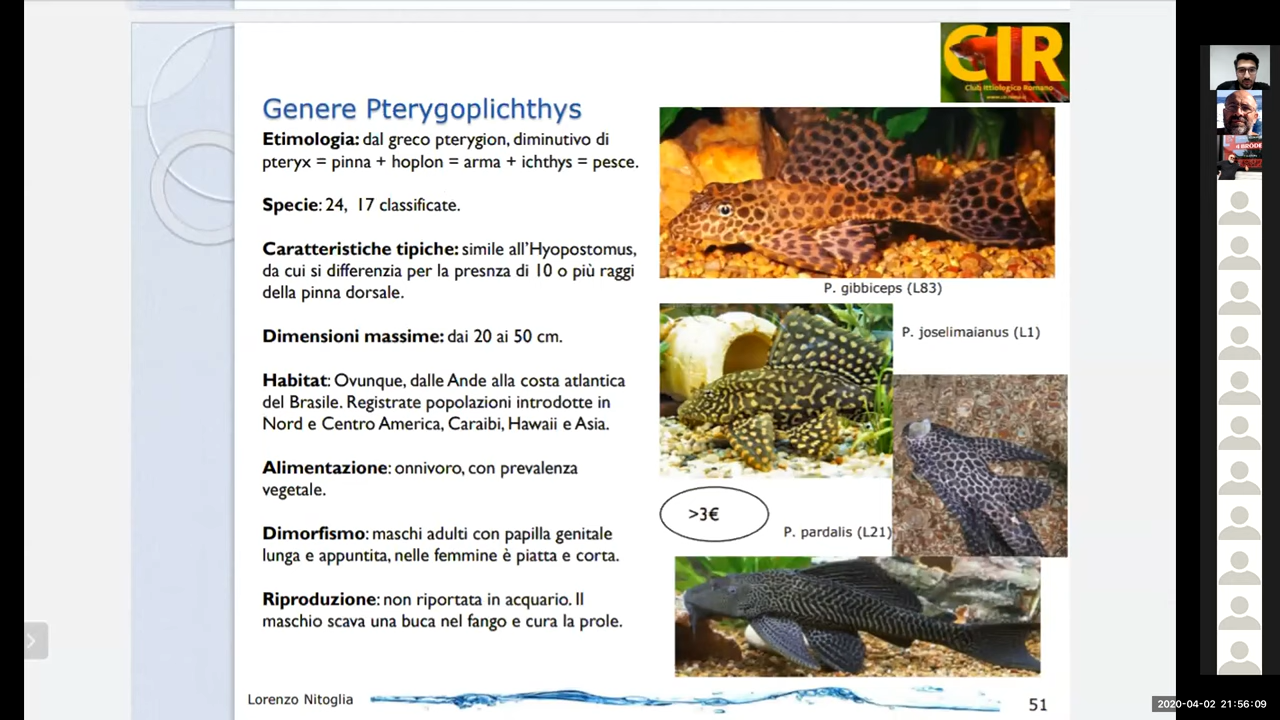 CIR
Club Ittiologico Romano
Genere Pterygoplichthys
Etimologia: dal greco pterygion, diminutivo di
pteryx = pinna + hoplon = arma + ichthys = pesce.
Specie: 24, 17 classificate.
Caratteristiche tipiche: simile all'Hyopostomus,
da cui si differenzia per la presnza di 10 o più raggi
della pinna dorsale.
Dimensioni massime: dai 20 ai 50 cm.
Habitat: Ovunque, dalle Ande alla costa atlantica
del Brasile. Registrate popolazioni introdotte in
Nord e Centro America, Caraibi, Hawaii e Asia.
Alimentazione: onnivoro, con prevalenza
vegetale.
Dimorfismo: maschi adulti con papilla genitale
lunga e appuntita, nelle femmine è piatta e corta.
Riproduzione: non riportata in acquario. Il
maschio scava una buca nel fango e cura la prole.
P. gibbiceps (L83)
P. joselimaianus (L1)
>3€
P. pardalis (L21)
Lorenzo Nitoglia
51
2020-04-02 21:56:09